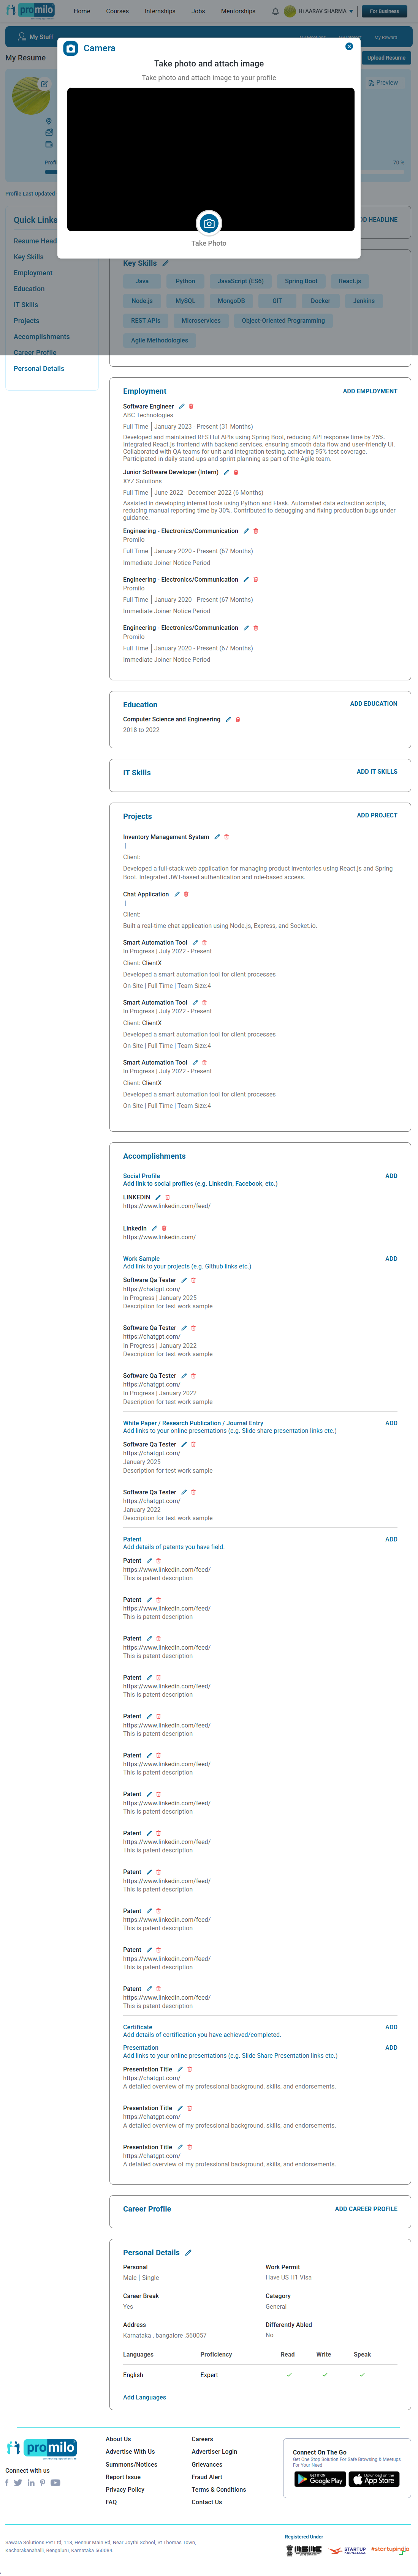 promilo
Home Courses Internships Jobs Mentorships HI AARAV SHARMA For Business
My Stuff My Reward
Camera
Take photo and attach image
Take photo and attach image to your profile
Take Photo
My Resume Upload Resume
Preview
70 %
Profile Last Updated
Quick Links
Resume Head
Key Skills
Employment
Education
IT Skills
Projects
Accomplishments
Career Profile
Personal Details
DD HEADLINE
Key Skills
Java Python JavaScript (ES6) Spring Boot React.js
Node.js MySQL MongoDB GIT Docker Jenkins
REST APIs Microservices Object-Oriented Programming
Agile Methodologies
Employment ADD EMPLOYMENT
Software Engineer
ABC Technologies
Full Time | January 2023 - Present (31 Months)
Developed and maintained RESTful APIs using Spring Boot, reducing API response time by 25%.
Integrated React.js frontend with backend services, ensuring smooth data flow and user-friendly UI.
Collaborated with QA teams for unit and integration testing, achieving 95% test coverage.
Participated in daily stand-ups and sprint planning as part of the Agile team.
Junior Software Developer (Intern)
XYZ Solutions
Full Time | June 2022 - December 2022 (6 Months)
Assisted in developing internal tools using Python and Flask. Automated data extraction scripts,
reducing manual reporting time by 30%. Contributed to debugging and fixing production bugs under
guidance.
Engineering - Electronics/Communication
Promilo
Full Time | January 2020 - Present (67 Months)
Immediate Joiner Notice Period
Engineering - Electronics/Communication
Promilo
Full Time | January 2020 - Present (67 Months)
Immediate Joiner Notice Period
Engineering - Electronics/Communication
Promilo
Full Time | January 2020 - Present (67 Months)
Immediate Joiner Notice Period
Education ADD EDUCATION
Computer Science and Engineering
2018 to 2022
IT Skills ADD IT SKILLS
Projects ADD PROJECT
Inventory Management System
|
Client:
Developed a full-stack web application for managing product inventories using React.js and Spring
Boot. Integrated JWT-based authentication and role-based access.
Chat Application
|
Client:
Built a real-time chat application using Node.js, Express, and Socket.io.
Smart Automation Tool
In Progress | July 2022 - Present
Client: ClientX
Developed a smart automation tool for client processes
On-Site | Full Time | Team Size:4
Smart Automation Tool
In Progress | July 2022 - Present
Client: ClientX
Developed a smart automation tool for client processes
On-Site | Full Time | Team Size:4
Smart Automation Tool
In Progress | July 2022 - Present
Client: ClientX
Developed a smart automation tool for client processes
On-Site | Full Time | Team Size:4
Accomplishments
Social Profile ADD
Add link to social profiles (e.g. LinkedIn, Facebook, etc.)
LINKEDIN
https://www.linkedin.com/feed/
LinkedIn
https://www.linkedin.com/
Work Sample ADD
Add link to your projects (e.g. Github links etc.)
Software Qa Tester
https://chatgpt.com/
In Progress | January 2025
Description for test work sample
Software Qa Tester
https://chatgpt.com/
In Progress | January 2022
Description for test work sample
Software Qa Tester
https://chatgpt.com/
In Progress | January 2022
Description for test work sample
White Paper / Research Publication / Journal Entry ADD
Add links to your online presentations (e.g. Slide share presentation links etc.)
Software Qa Tester
https://chatgpt.com/
January 2025
Description for test work sample
Software Qa Tester
https://chatgpt.com/
January 2022
Description for test work sample
Patent ADD
Add details of patents you have field.
Patent
https://www.linkedin.com/feed/
This is patent description
Patent
https://www.linkedin.com/feed/
This is patent description
Patent
https://www.linkedin.com/feed/
This is patent description
Patent
https://www.linkedin.com/feed/
This is patent description
Patent
https://www.linkedin.com/feed/
This is patent description
Patent
https://www.linkedin.com/feed/
This is patent description
Patent
https://www.linkedin.com/feed/
This is patent description
Patent
https://www.linkedin.com/feed/
This is patent description
Patent
https://www.linkedin.com/feed/
This is patent description
Patent
https://www.linkedin.com/feed/
This is patent description
Patent
https://www.linkedin.com/feed/
This is patent description
Patent
https://www.linkedin.com/feed/
This is patent description
Certificate ADD
Add details of certification you have achieved/completed.
Presentation ADD
Add links to your online presentations (e.g. Slide Share Presentation links etc.)
Presentstion Title
https://chatgpt.com/
A detailed overview of my professional background, skills, and endorsements.
Presentstion Title
https://chatgpt.com/
A detailed overview of my professional background, skills, and endorsements.
Presentstion Title
https://chatgpt.com/
A detailed overview of my professional background, skills, and endorsements.
Career Profile ADD CAREER PROFILE
Personal Details
Personal Work Permit
Male | Single Have US H1 Visa
Career Break Category
Yes General
Address Differently Abled
Karnataka , bangalore ,560057 No
Languages Proficiency Read Write Speak
English Expert
Add Languages
promilo
Connect with us
About Us
Advertise With Us
Summons/Notices
Report Issue
Privacy Policy
FAQ
Careers
Advertiser Login
Grievances
Fraud Alert
Terms & Conditions
Contact Us
Connect On The Go
Get One Stop Solution For Safe Browsing & Meetups
For Your Need
GET IT ON Google Play Download on the App Store
Sawara Solutions Pvt Ltd, 118, Hennur Main Rd, Near Joythi School, St Thomas Town,
Kacharakanahalli, Bengaluru, Karnataka 560084
Registered Under
MSME STARTUP KARNATAKA #startupindia